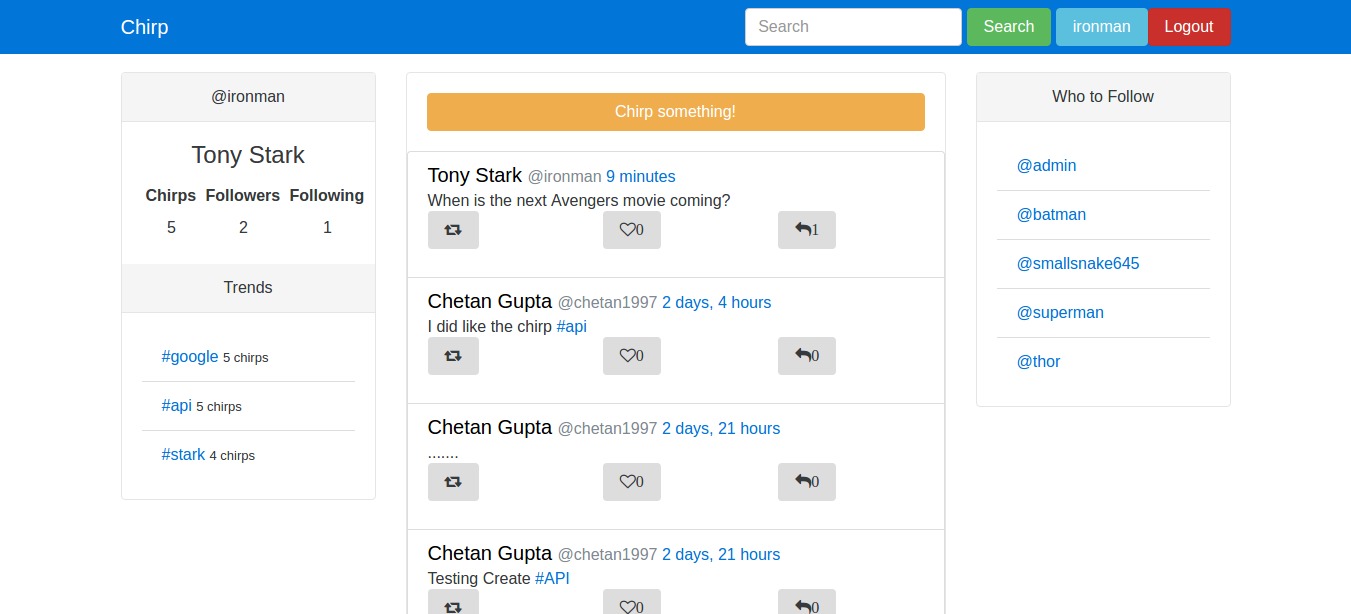 Chirp
Search Search ironman Logout
@ironman
Tony Stark
Chirps Followers Following
5 2 1
Trends
#google 5 chirps
#api 5 chirps
#stark 4 chirps
Chirp something!
Tony Stark @ironman 9 minutes
When is the next Avengers movie coming?
0 1
Chetan Gupta @chetan1997 2 days, 4 hours
I did like the chirp #api
0 0
Chetan Gupta @chetan1997 2 days, 21 hours
.......
0 0
Chetan Gupta @chetan1997 2 days, 21 hours
Testing Create #API
0 0
Who to Follow
@admin
@batman
@smallsnake645
@superman
@thor